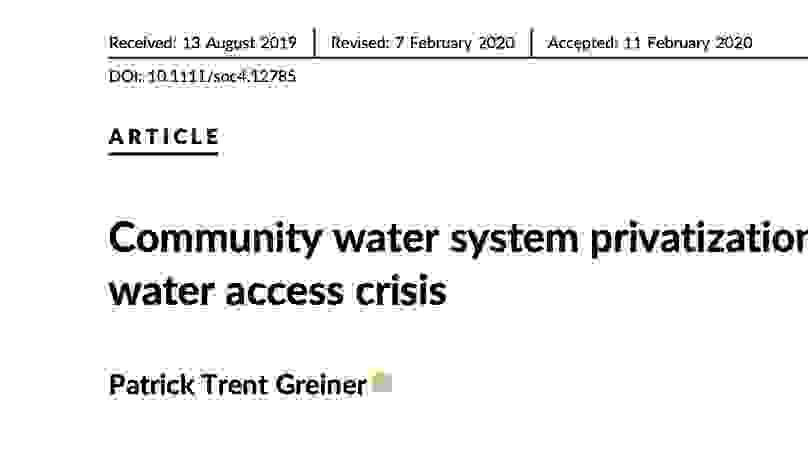 Received: 13 August 2019 | Revised: 7 February 2020 | Accepted: 11 February 2020
DOI: 10.1111/soc4.12785
ARTICLE
Community water system privatization
water access crisis
Patrick Trent Greiner